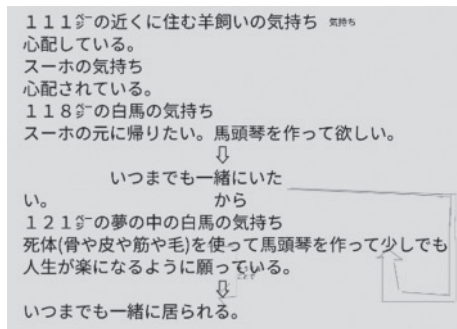 111㌻の近くに住む羊飼いの気持ち 気持ち
心配している。
スーホの気持ち
心配されている。
118㌻の白馬の気持ち
スーホの元に帰りたい。馬頭琴を作って欲しい。
⇩
いつまでも一緒にいた
い。 から
121㌻の夢の中の白馬の気持ち
死体(骨や皮や筋や毛)を使って馬頭琴を作って少しでも
人生が楽になるように願っている。
⇩
いつまでも一緒に居られる。